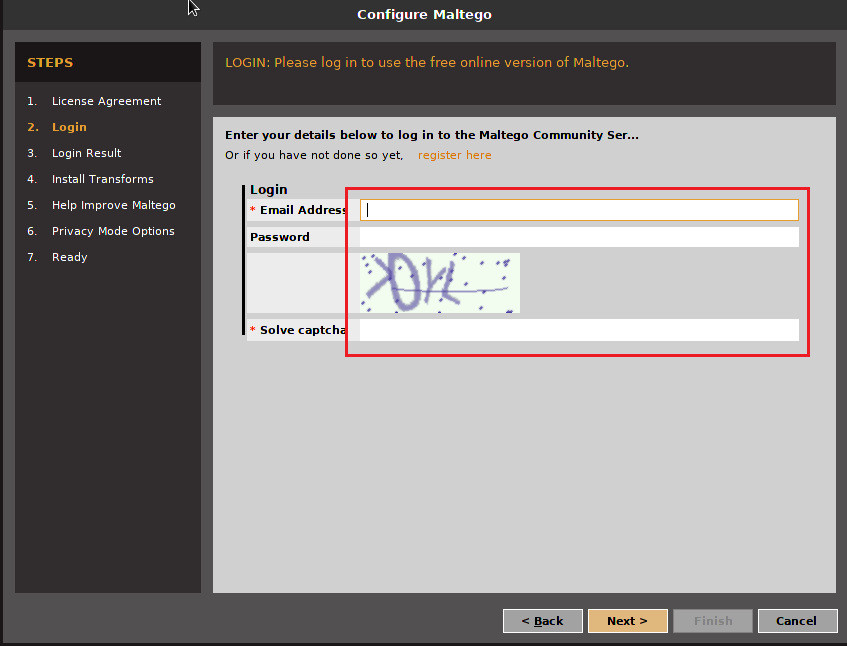 Configure Maltego
STEPS
1. License Agreement
2. Login
3. Login Result
4. Install Transforms
5. Help Improve Maltego
6. Privacy Mode Options
7. Ready
LOGIN: Please log in to use the free online version of Maltego.
Enter your details below to log in to the Maltego Community Ser...
Or if you have not done so yet, register here
Login
* Email Address
Password
* Solve captcha
< Back Next > Finish Cancel